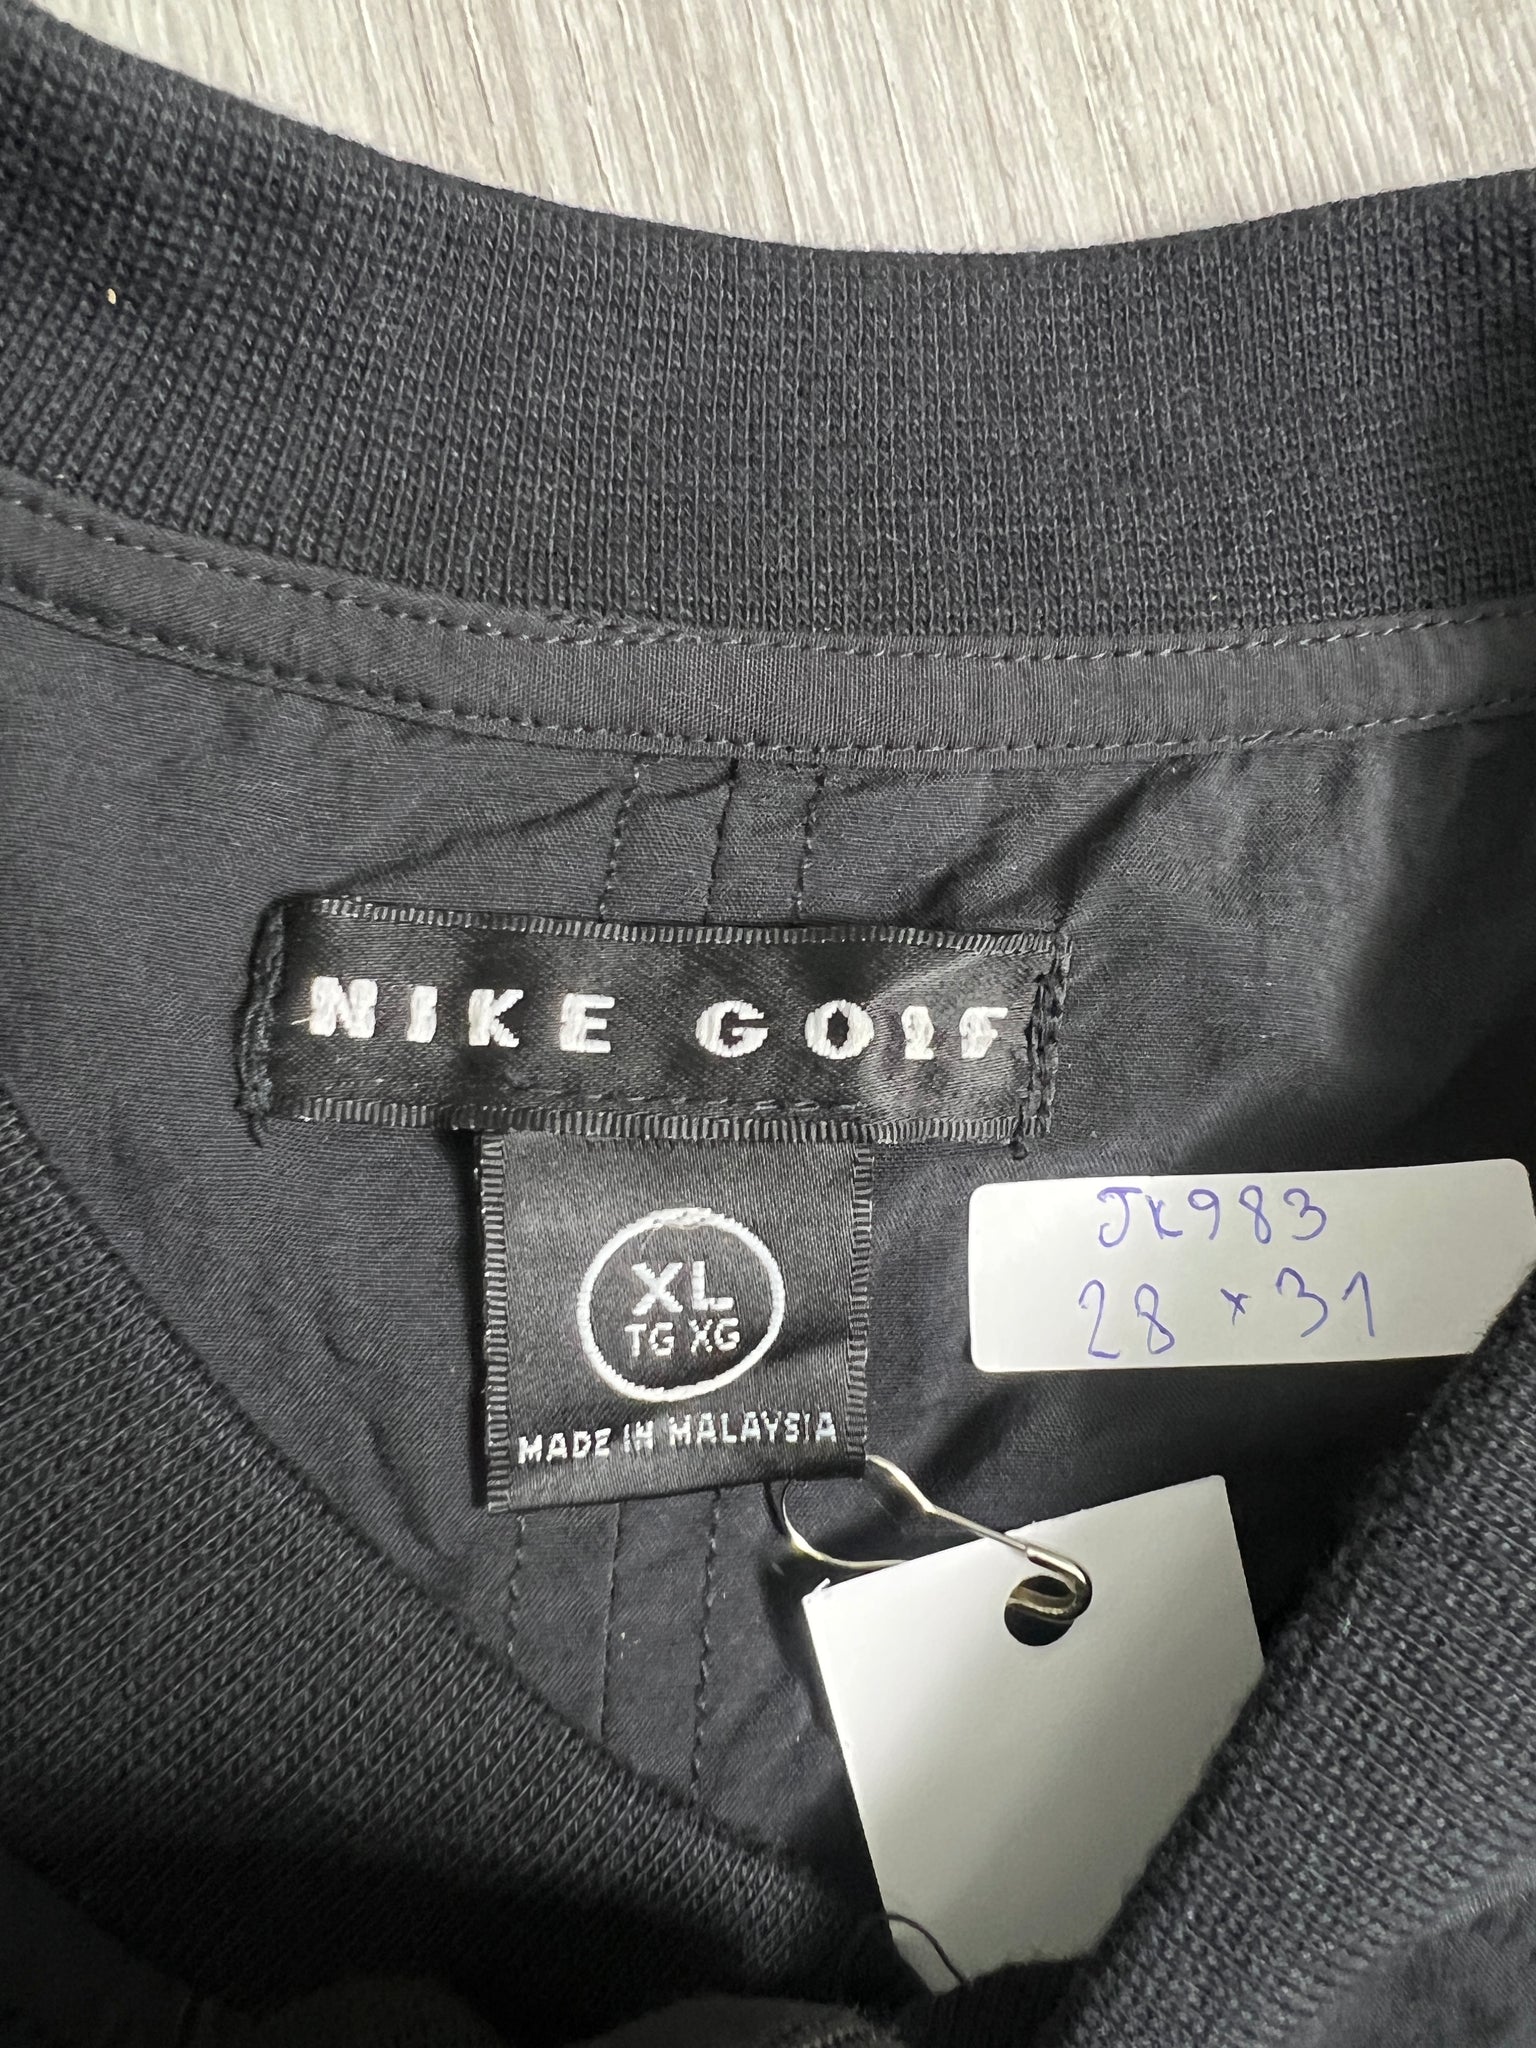 NIKE GOLF
XL
TG XG
MADE IN MALAYSIA
JK983
28 x 31